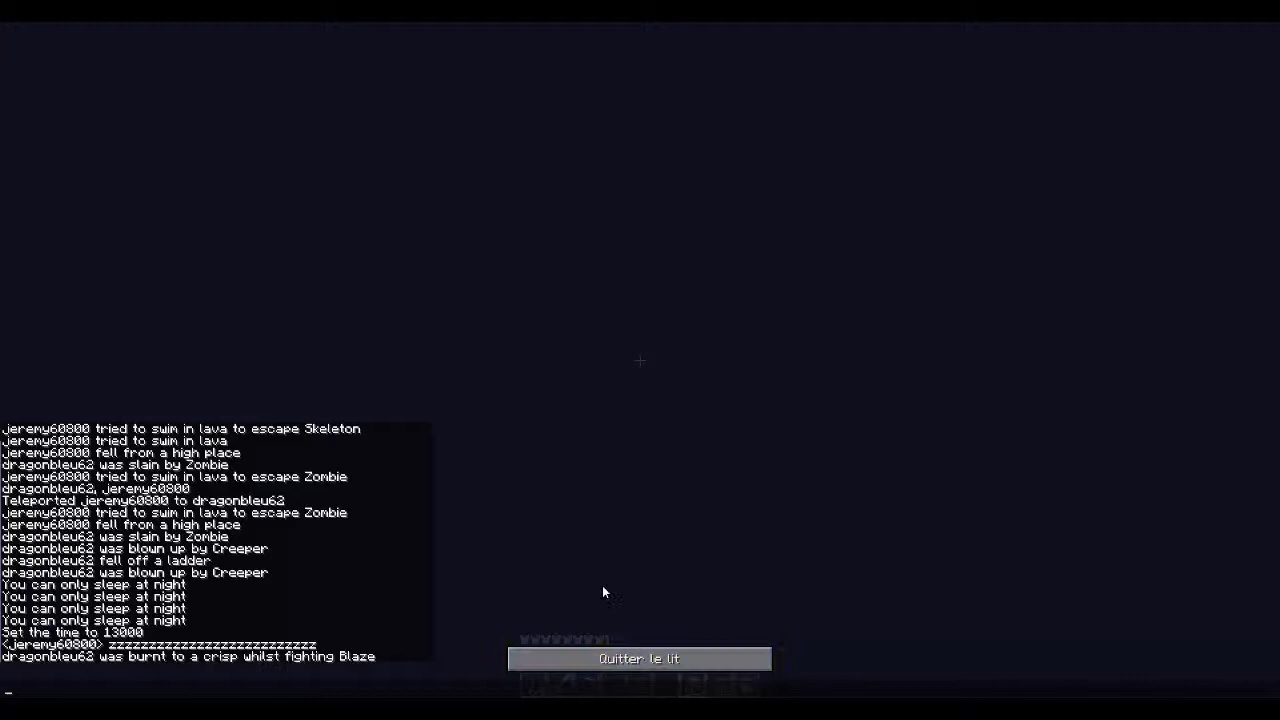 jeremy60800 tried to swim in lava to escape Skeleton
jeremy60800 tried to swim in lava
jeremy60800 fell from a high place
dragonbleu62 was slain by Zombie
jeremy60800 tried to swim in lava to escape Zombie
dragonbleu62, jeremy60800
Teleported jeremy60800 to dragonbleu62
jeremy60800 tried to swim in lava to escape Zombie
jeremy60800 fell from a high place
dragonbleu62 was slain by Zombie
dragonbleu62 was blown up by Creeper
dragonbleu62 fell off a ladder
dragonbleu62 was blown up by Creeper
You can only sleep at night
You can only sleep at night
You can only sleep at night
You can only sleep at night
Set the time to 13000
<jeremy60800> zzzzzzzzzzzzzzzzzzzzzzzzzz
dragonbleu62 was burnt to a crisp whilst fighting Blaze
Quitter le lit
_